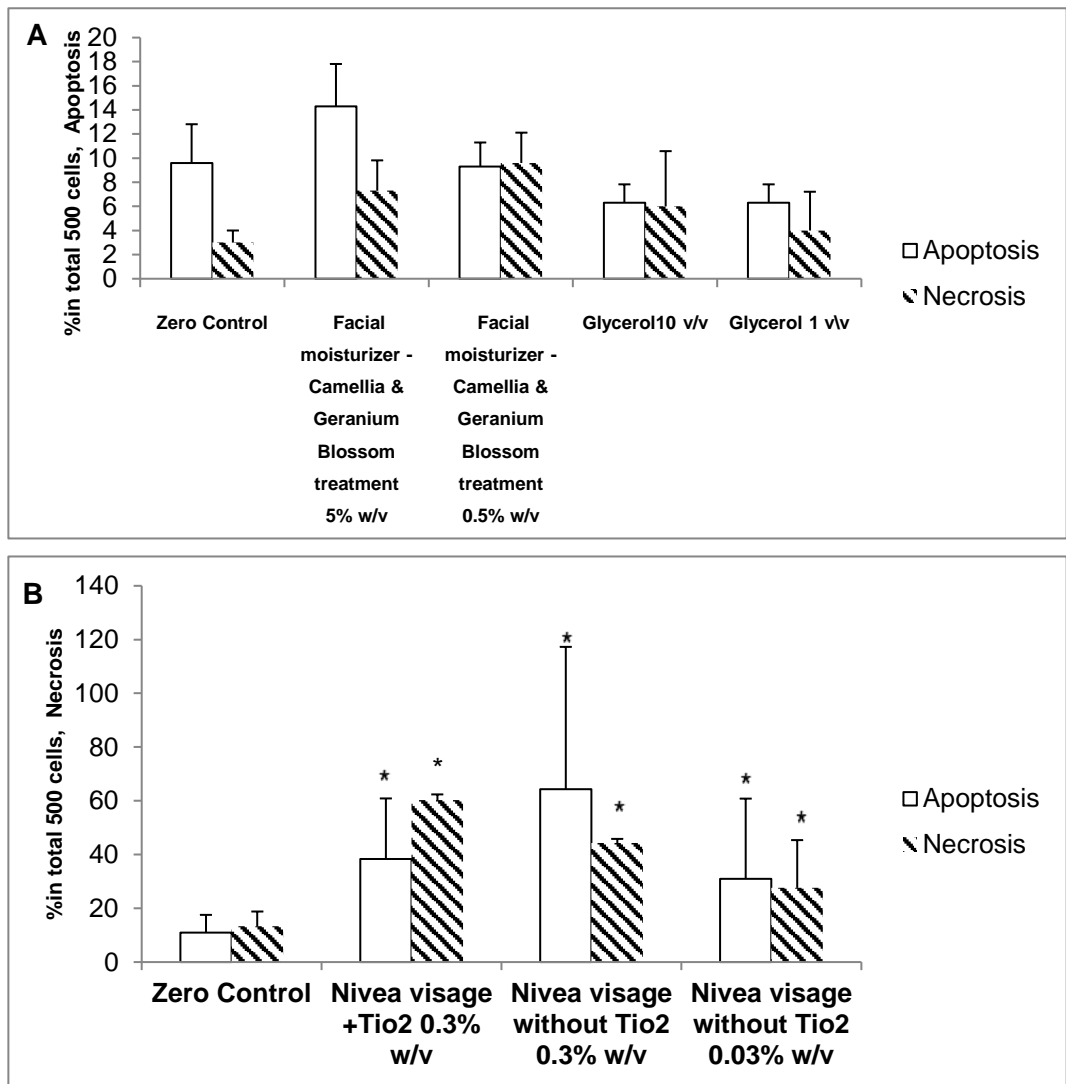 A
%in total 500 cells, Apoptosis
20
18
16
14
12
10
8
6
4
2
0
Zero Control
Facial
moisturizer -
Camellia &
Geranium
Blossom
treatment
5% w/v
Facial
moisturizer -
Camellia &
Geranium
Blossom
treatment
0.5% w/v
Glycerol10 v/v
Glycerol 1 v\v
Apoptosis
Necrosis
B
%in total 500 cells, Necrosis
140
120
100
80
60
40
20
0
*
*
*
*
*
*
Zero Control
Nivea visage
+Tio2 0.3%
w/v
Nivea visage
without Tio2
0.3% w/v
Nivea visage
without Tio2
0.03% w/v
Apoptosis
Necrosis